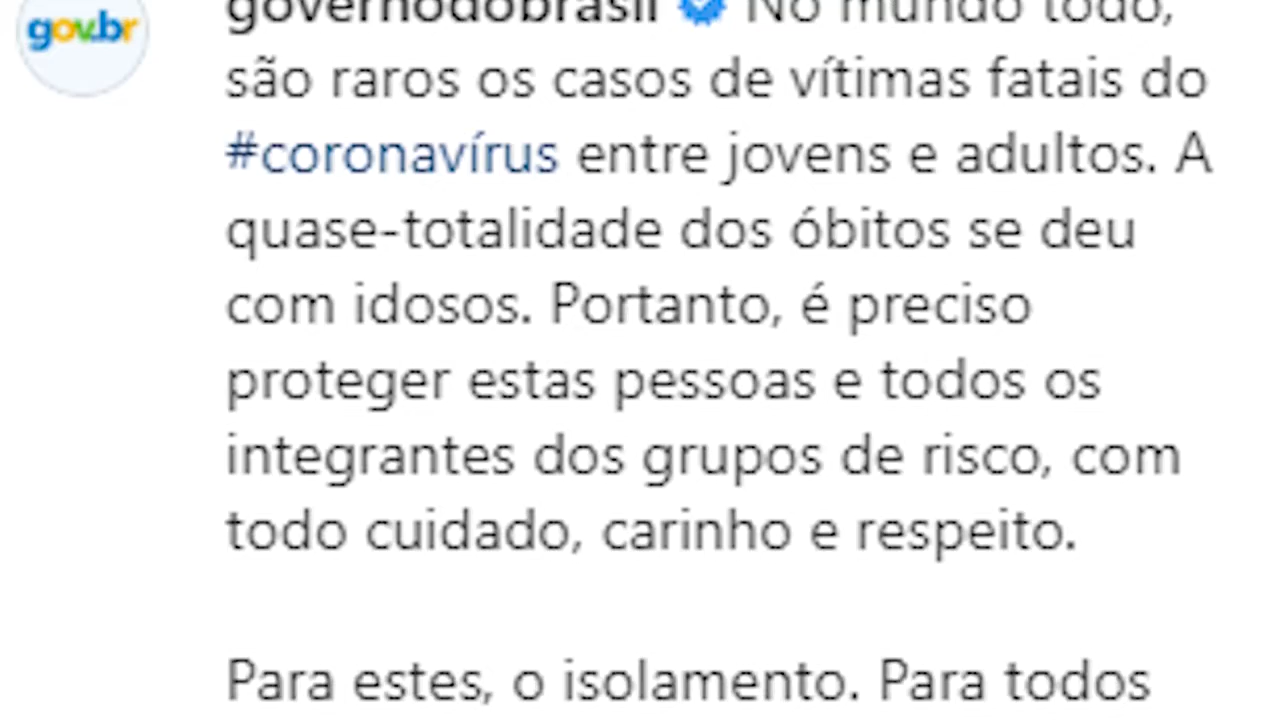 gov.br
governodobrasil No mundo todo,
são raros os casos de vítimas fatais do
#coronavírus entre jovens e adultos. A
quase-totalidade dos óbitos se deu
com idosos. Portanto, é preciso
proteger estas pessoas e todos os
integrantes dos grupos de risco, com
todo cuidado, carinho e respeito.
Para estes, o isolamento. Para todos